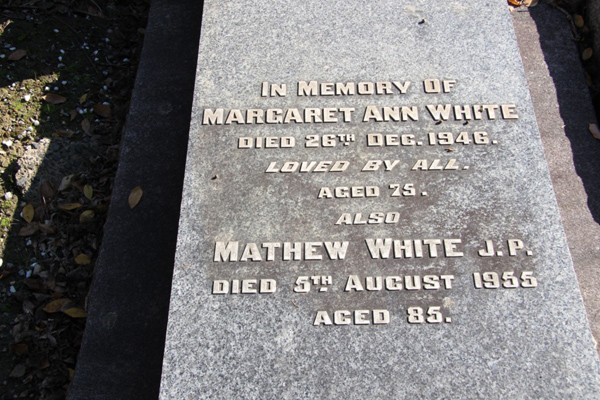 In Memory Of
Margaret Ann White
Died 26th Dec. 1946.
Loved by all.
Aged 75.
Also
Mathew White J.P.
Died 5th August 1955
Aged 85.